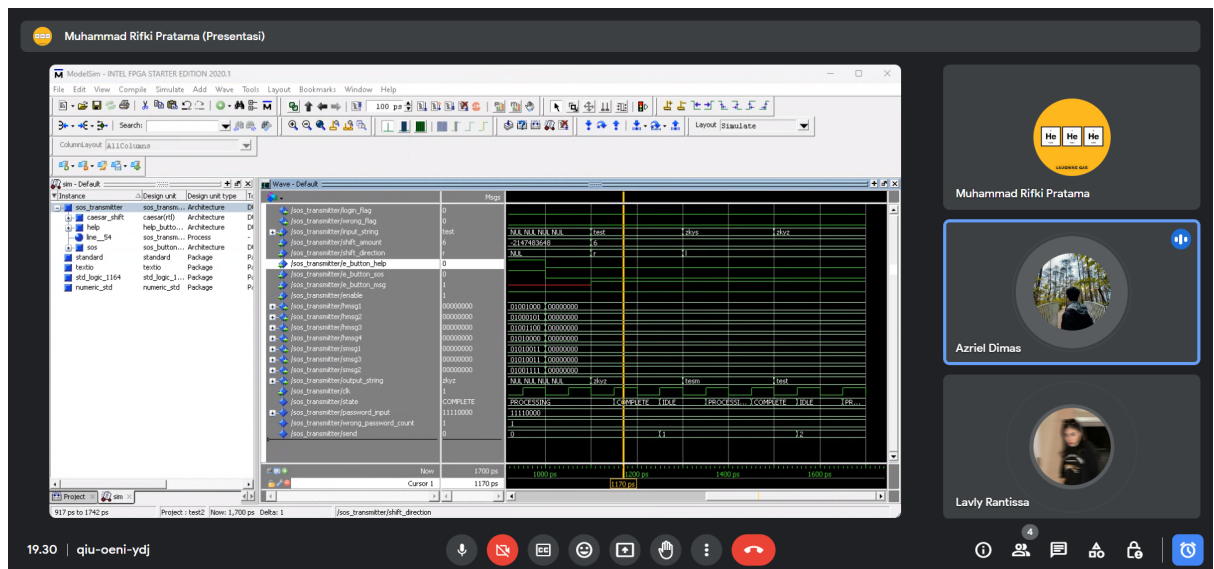 Muhammad Rifki Pratama (Presentasi)
ModelSim - INTEL FPGA STARTER EDITION 2020.1
File Edit View Compile Simulate Add Wave Tools Layout Bookmarks Window Help
100 ps
Search:
Layout Simulate
ColumnLayout AllColumns
sim - Default
Wave - Default
Instance Design unit Design unit type
Msgs
sos_transmitter sos_transm... Architecture
caesar_shift caesar(rtl) Architecture
help help_butto... Architecture
line__54 sos_transm... Process
sos sos_button... Architecture
standard standard Package
textio textio Package
std_logic_1164 std_logic_1... Package
numeric_std numeric_std Package
/sos_transmitter/login_flag 0
/sos_transmitter/wrong_flag 0
/sos_transmitter/input_string test NUL NUL NUL NUL test zkys zkyz
/sos_transmitter/shift_amount 6 -2147483648 6
/sos_transmitter/shift_direction r NUL r l
/sos_transmitter/e_button_help 0
/sos_transmitter/e_button_sos 0
/sos_transmitter/e_button_msg 1
/sos_transmitter/enable 1
/sos_transmitter/hmsg1 00000000 01001000 00000000
/sos_transmitter/hmsg2 00000000 01000101 00000000
/sos_transmitter/hmsg3 00000000 01001100 00000000
/sos_transmitter/hmsg4 00000000 01010000 00000000
/sos_transmitter/smsg1 00000000 01010011 00000000
/sos_transmitter/smsg3 00000000 01010011 00000000
/sos_transmitter/smsg2 00000000 01001111 00000000
/sos_transmitter/output_string zkyz NUL NUL NUL NUL zkyz tesm test
/sos_transmitter/clk 1
/sos_transmitter/state COMPLETE PROCESSING COMPLETE IDLE PROCESSI... COMPLETE IDLE PR...
/sos_transmitter/password_input 11110000 11110000
/sos_transmitter/wrong_password_count 1 1
/sos_transmitter/send 0 0 1 2
Now 1700 ps 1000 ps 1200 ps 1400 ps 1600 ps
Cursor 1 1170 ps 1170 ps
Project sim
917 ps to 1742 ps Project : test2 Now: 1,700 ps Delta: 1 /sos_transmitter/shift_direction
He He He
LAUGHING GAS
Muhammad Rifki Pratama
Azriel Dimas
Lavly Rantissa
19.30 | qiu-oeni-ydj
4